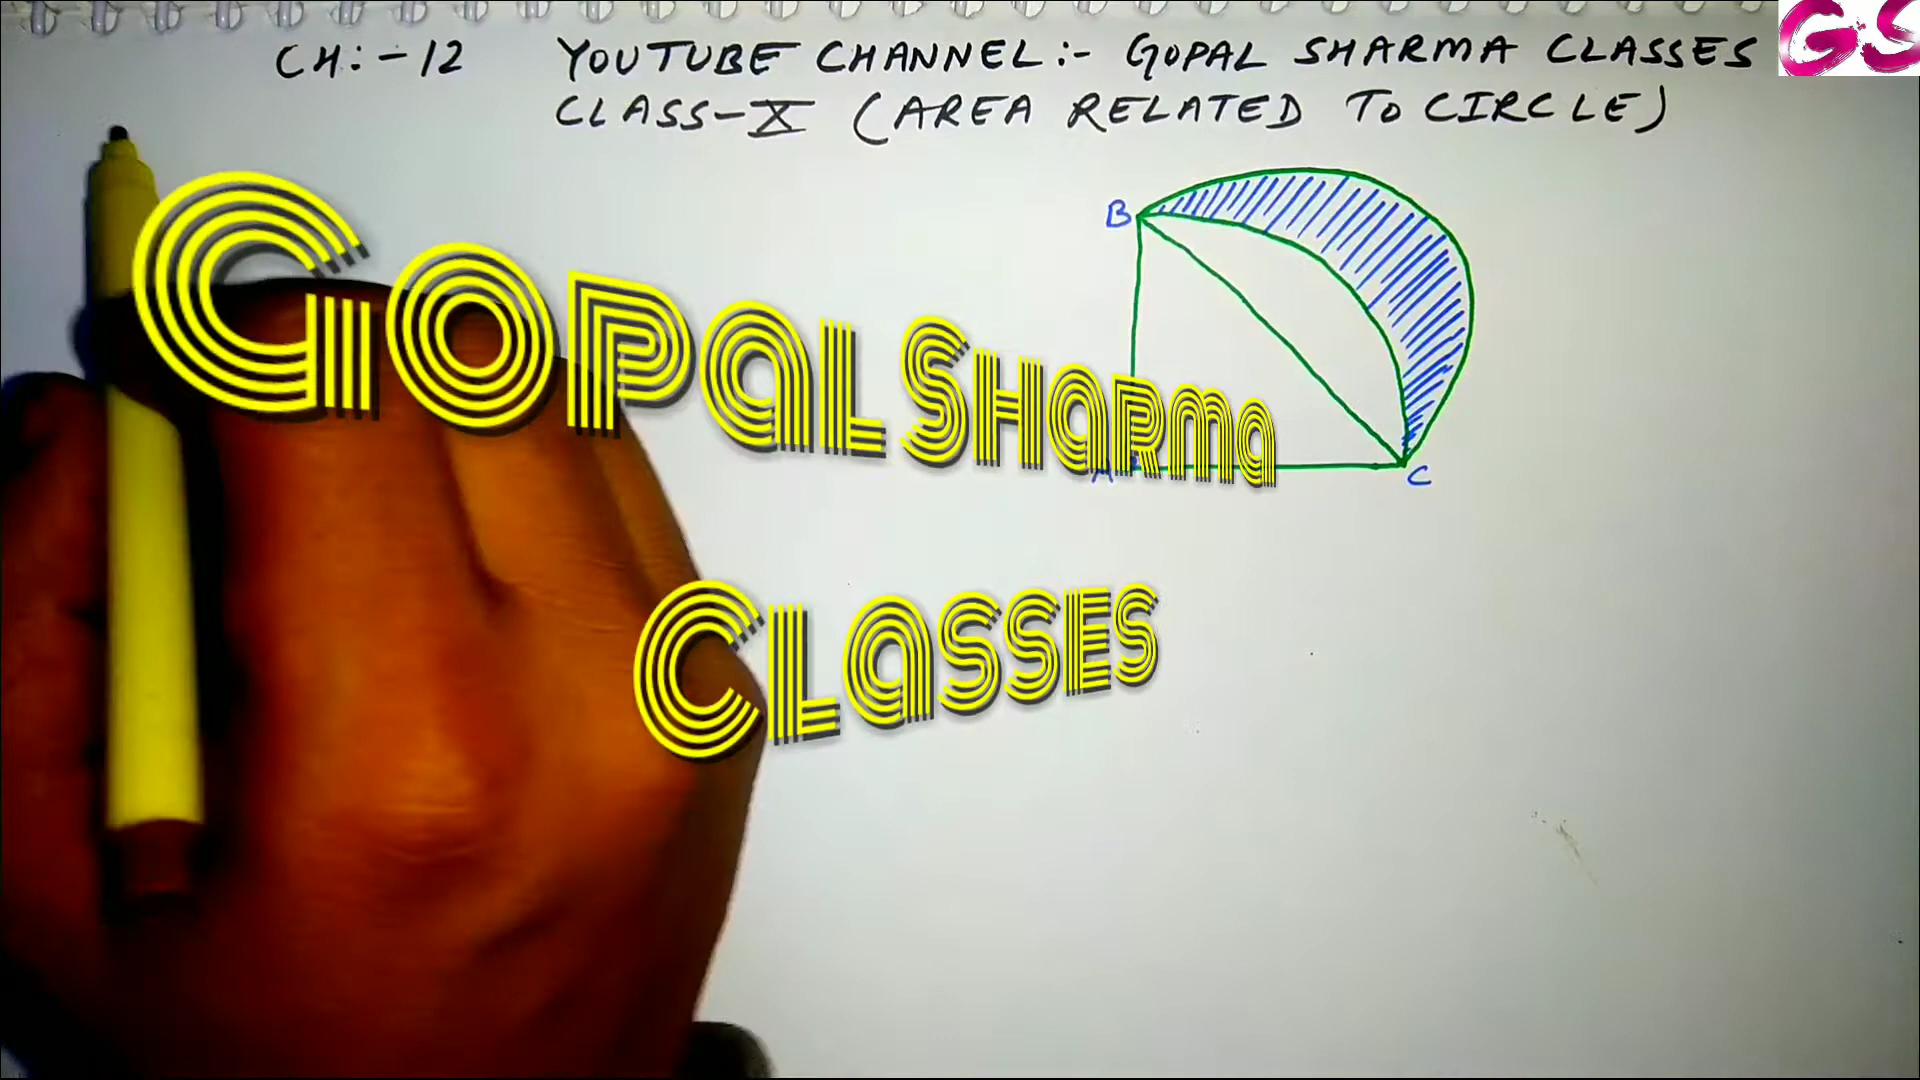 CH:-12 YOUTUBE CHANNEL:- GOPAL SHARMA CLASSES
GS
CLASS-X (AREA RELATED TO CIRCLE)
B
Gopal Sharma
A
C
Classes